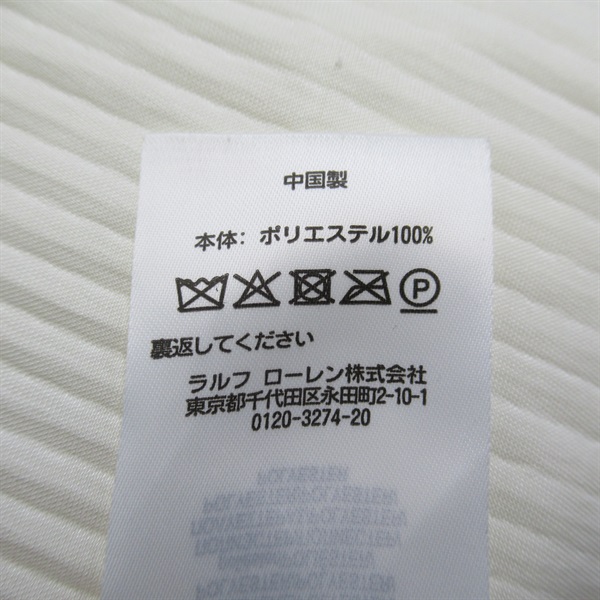 中国製
本体: ポリエステル100%
P
裏返してください
ラルフ ローレン株式会社
東京都千代田区永田町2-10-1
0120-3274-20
POLYESTER